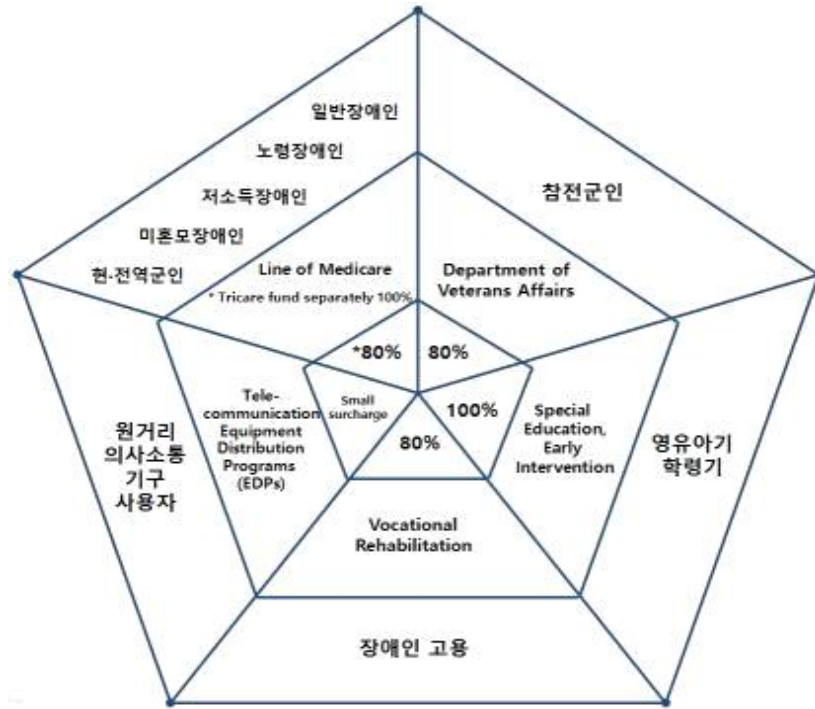 일반장애인
노령장애인
저소득장애인
미혼모장애인
현-전역군인
참전군인
Line of Medicare
* Tricare fund separately 100%
Department of
Veterans Affairs
*80%
80%
Tele-
communication
Equipment
Distribution
Programs
(EDPs)
Small
surcharge
100%
80%
Special
Education,
Early
Intervention
원거리
의사소통
기구
사용자
영유아기
학령기
Vocational
Rehabilitation
장애인 고용